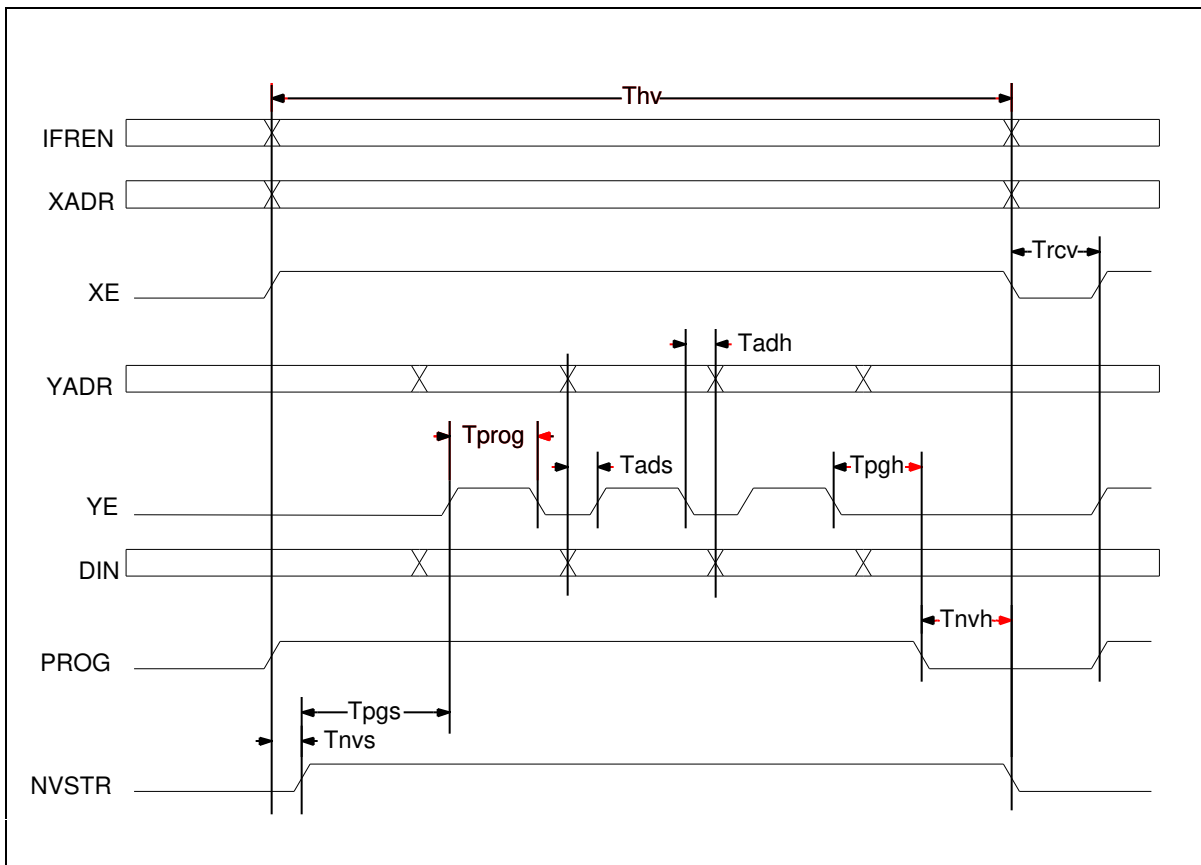 Thv
IFREN
XADR
Trcv
XE
Tadh
YADR
Tprog
Tads
Tpgh
YE
DIN
Tnvh
PROG
Tpgs
Tnvs
NVSTR